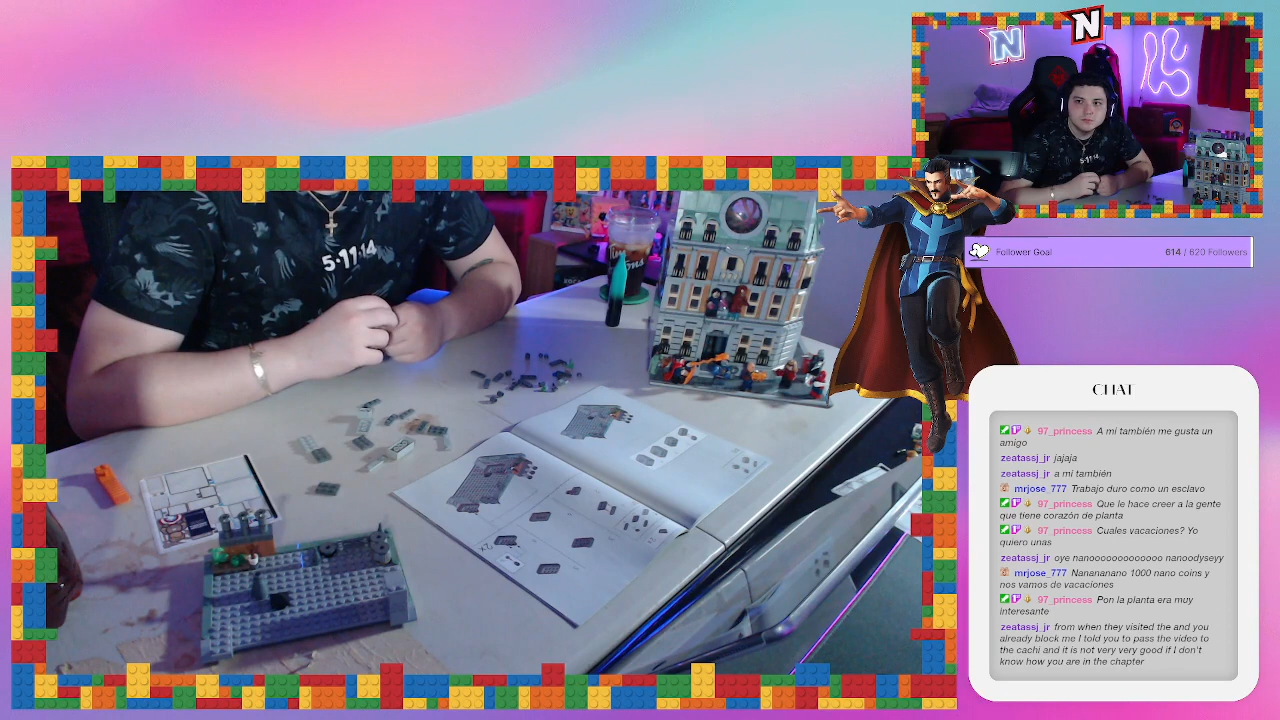 N
N
5·11·14
Follower Goal
614 / 620 Followers
CHAT
97_princess A mi también me gusta un
amigo
zeatassj_jr jajaja
zeatassj_jr a mi también
mrjose_777 Trabajo duro como un esclavo
97_princess Que le hace creer a la gente
que tiene corazón de planta
97_princess Cuales vacaciones? Yo
quiero unas
zeatassj_jr oye nanooooooooooooo nanoodyseyy
mrjose_777 Nanananano 1000 nano coins y
nos vamos de vacaciones
97_princess Pon la planta era muy
interesante
zeatassj_jr from when they visited the and you
already block me I told you to pass the video to
the cachi and it is not very very good if I don't
know how you are in the chapter
5·11·14